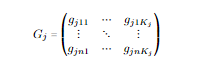 $G_j = \begin{pmatrix} g_{j11} & \cdots & g_{j1K_j} \\ \vdots & \ddots & \vdots \\ g_{jn1} & \cdots & g_{jnK_j} \end{pmatrix}$